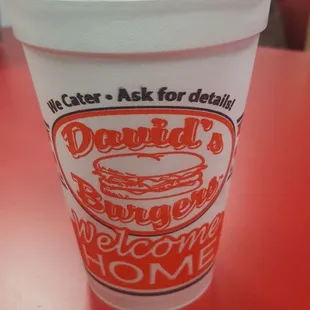 We Cater • Ask for details!
David's
Burgers
Welcome
HOME